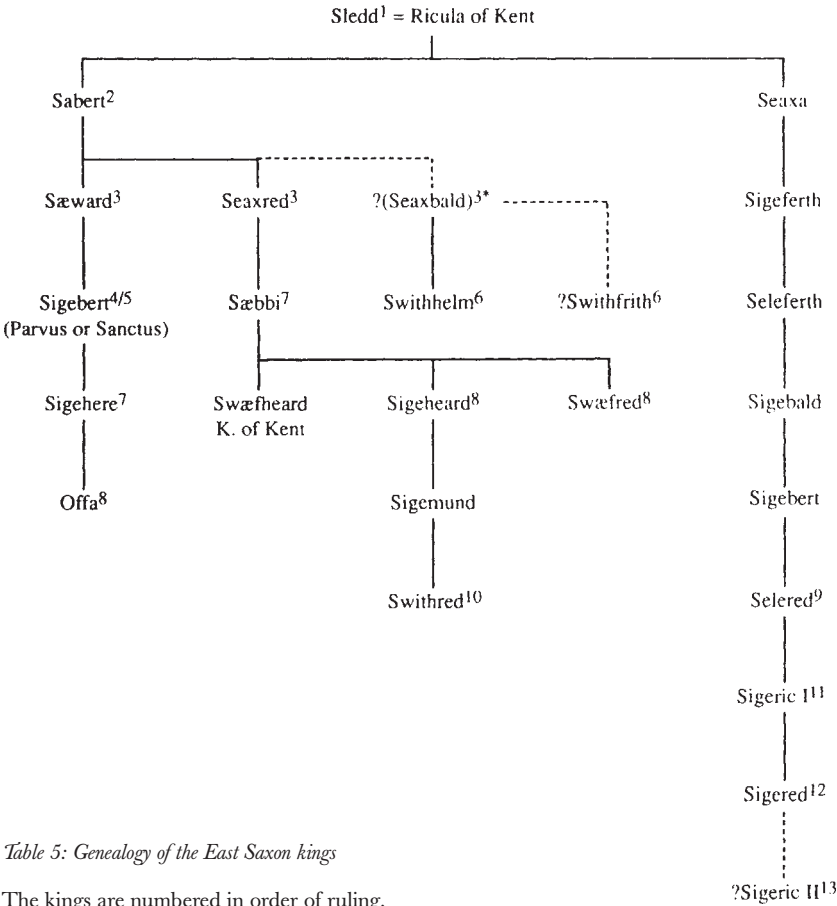 Sledd¹ = Ricula of Kent
Sabert² Seaxa
Sæward³ Seaxred³ ?(Seaxbald)³* Sigeferth
Sigebert⁴/⁵ Sæbbi⁷ Swithhelm⁶ ?Swithfrith⁶ Seleferth
(Parvus or Sanctus)
Sigehere⁷ Swæfheard Sigeheard⁸ Swæfred⁸ Sigebald
K. of Kent
Offa⁸ Sigemund Sigebert
Swithred¹⁰ Selered⁹
Sigeric I¹¹
Sigered¹²
Table 5: Genealogy of the East Saxon kings
The kings are numbered in order of ruling. ?Sigeric II¹³